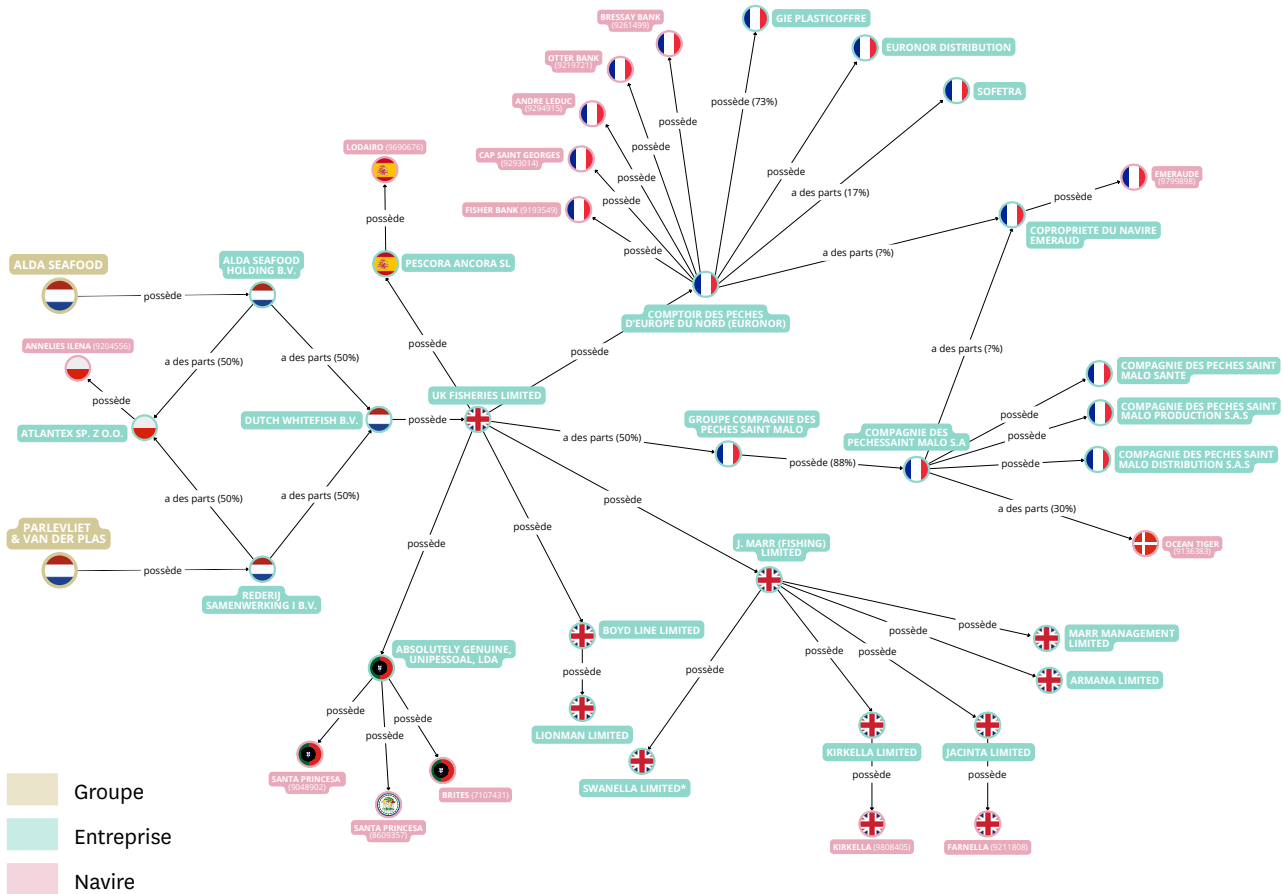 BRESSAY BANK
(9261499)
GIE PLASTICOFFRE
EURONOR DISTRIBUTION
OTTER BANK
(9219721)
SOFETRA
ANDRE LEDUC
(9294915)
possède (73%)
possède
possède
LODAIRO (9690676)
CAP SAINT GEORGES
(9293014)
possède
possède
EMERAUDE
(9799898)
possède
a des parts (17%)
possède
possède
FISHER BANK (9193549)
possède
possède
COPROPRIETE DU NAVIRE
EMERAUD
a des parts (?%)
ALDA SEAFOOD
ALDA SEAFOOD
HOLDING B.V.
PESCORA ANCORA SL
possède
COMPTOIR DES PECHES
D'EUROPE DU NORD (EURONOR)
ANNELIES ILENA (9204556)
a des parts (50%)
a des parts (50%)
possède
possède
a des parts (?%)
COMPAGNIE DES PECHES SAINT
MALO SANTE
possède
UK FISHERIES LIMITED
COMPAGNIE DES PECHES SAINT
MALO PRODUCTION S.A.S
possède
ATLANTEX SP. Z O.O.
DUTCH WHITEFISH B.V.
possède
GROUPE COMPAGNIE DES
PECHES SAINT MALO
a des parts (50%)
COMPAGNIE DES
PECHESSAINT MALO S.A
possède
COMPAGNIE DES PECHES SAINT
MALO DISTRIBUTION S.A.S
possède (88%)
possède
a des parts (50%)
a des parts (50%)
possède
a des parts (30%)
PARLEVLIET
& VAN DER PLAS
possède
possède
J. MARR (FISHING)
LIMITED
OCEAN TIGER
(9136383)
possède
REDERIJ
SAMENWERKING I B.V.
ABSOLUTELY GENUINE,
UNIPESSOAL, LDA
BOYD LINE LIMITED
possède
possède
MARR MANAGEMENT
LIMITED
possède
possède
possède
possède
ARMANA LIMITED
possède
possède
possède
LIONMAN LIMITED
KIRKELLA LIMITED
JACINTA LIMITED
SANTA PRINCESA
(9048902)
BRITES (7107431)
SWANELLA LIMITED*
possède
possède
SANTA PRINCESA
(8609357)
KIRKELLA (9808405)
FARNELLA (9211808)
Groupe
Entreprise
Navire